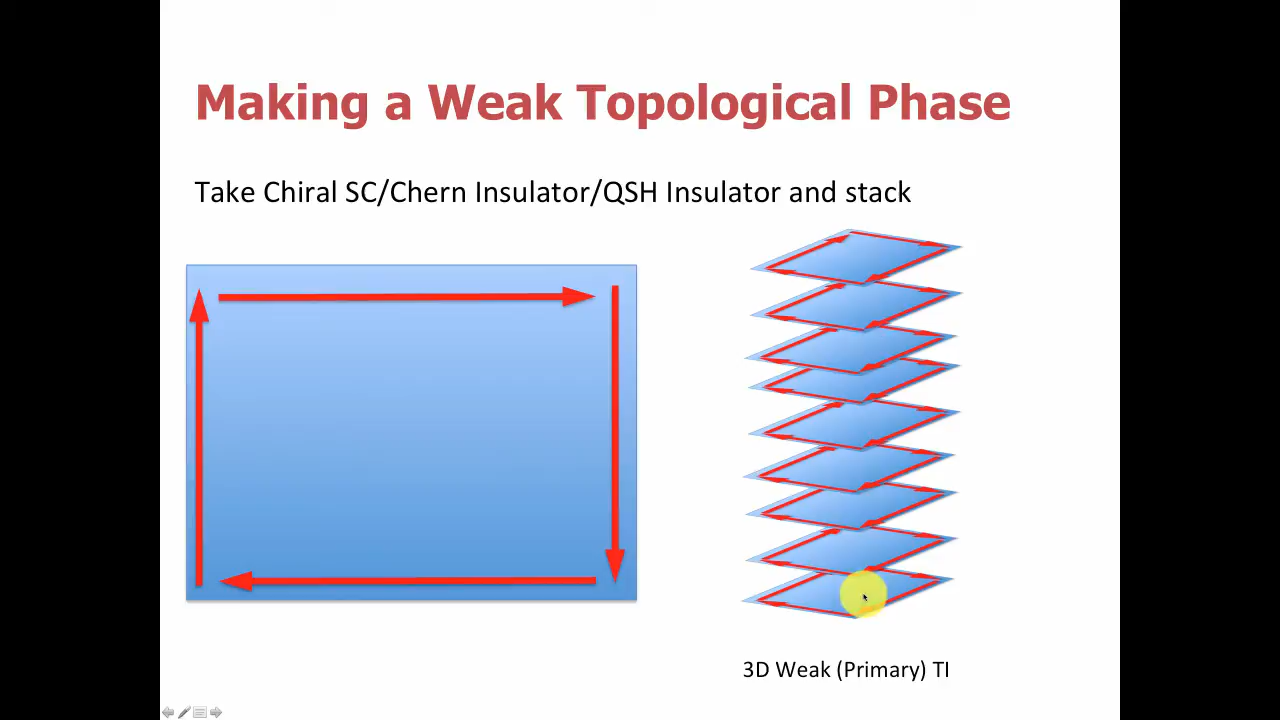 Making a Weak Topological Phase
Take Chiral SC/Chern Insulator/QSH Insulator and stack
3D Weak (Primary) TI